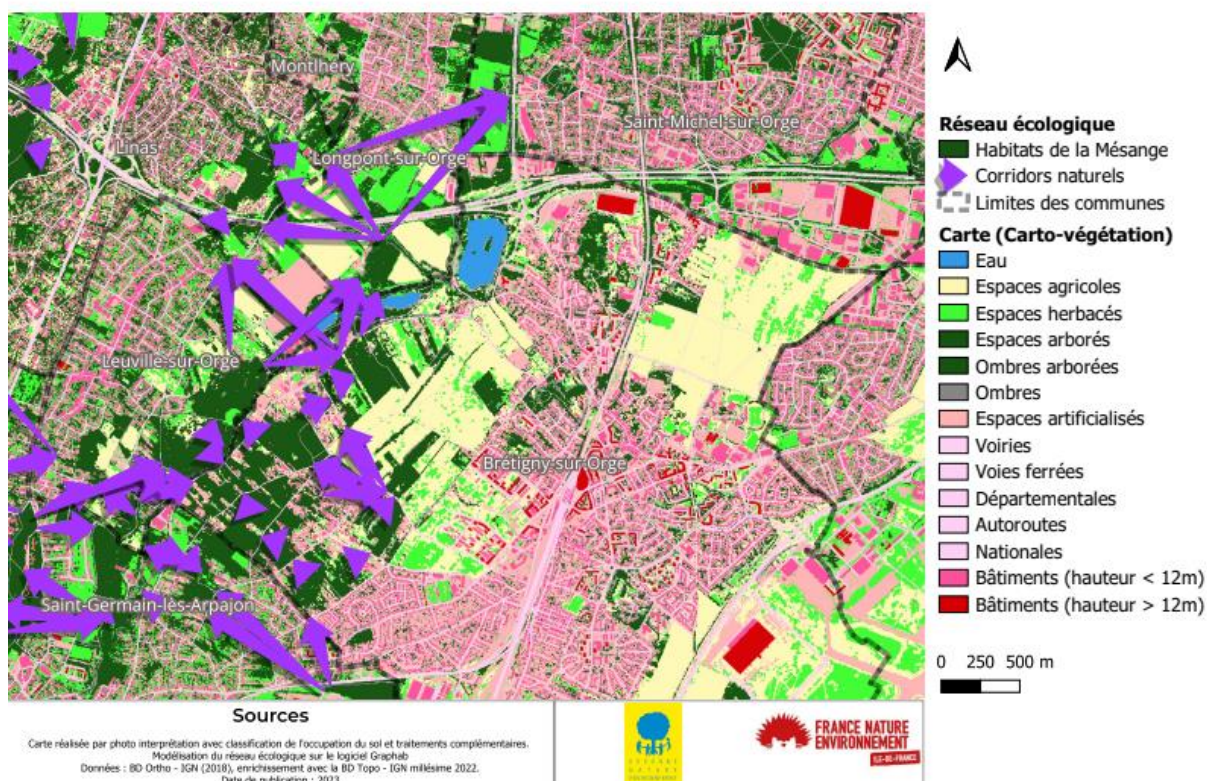 Montlhéry
Saint-Michel-sur-Orge
Linas
Longpont-sur-Orge
Leuville-sur-Orge
Brétigny-sur-Orge
Saint-Germain-lès-Arpajon
Réseau écologique
Habitats de la Mésange
Corridors naturels
Limites des communes
Carte (Carto-végétation)
Eau
Espaces agricoles
Espaces herbacés
Espaces arborés
Ombres arborées
Ombres
Espaces artificialisés
Voiries
Voies ferrées
Départementales
Autoroutes
Nationales
Bâtiments (hauteur < 12m)
Bâtiments (hauteur > 12m)
0 250 500 m
Sources
Carte réalisée par photo interprétation avec classification de l'occupation du sol et traitements complémentaires.
Modélisation du réseau écologique sur le logiciel Graphab
Données : BD Ortho - IGN (2018), enrichissement avec la BD Topo - IGN millésime 2022.
Date de publication : 2023
FRANCE NATURE
ENVIRONNEMENT
ILE-DE-FRANCE